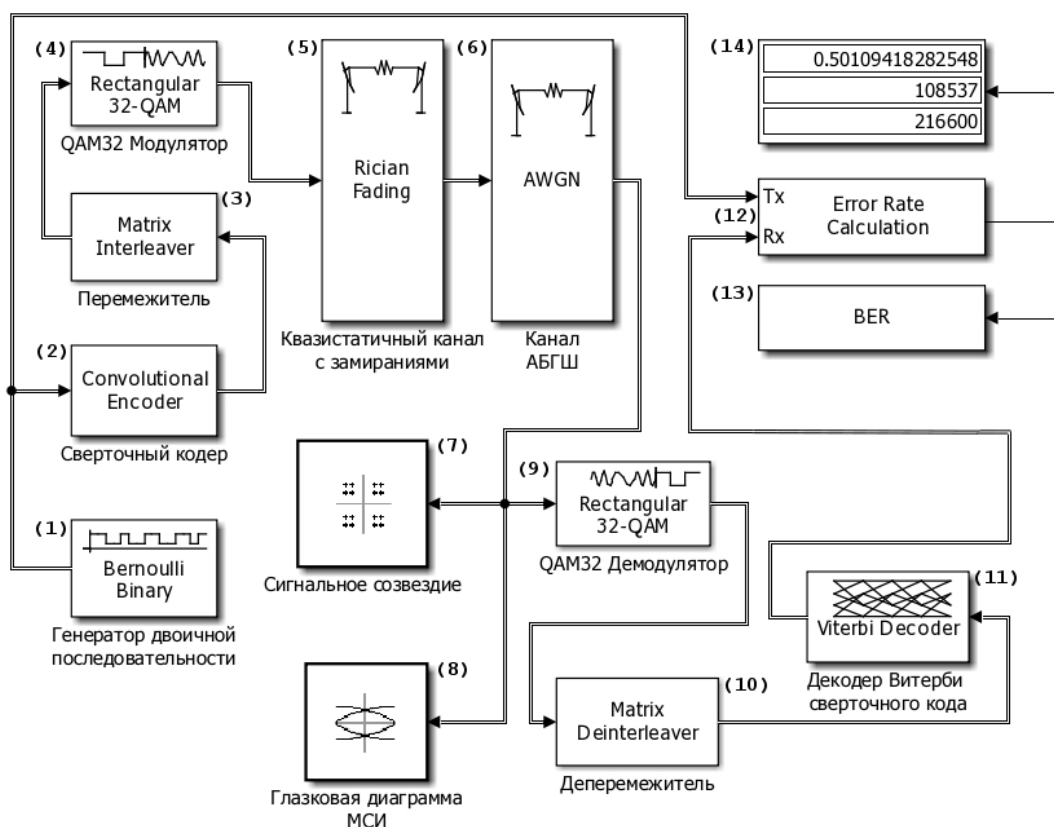 (4)
Rectangular
32-QAM
QAM32 Модулятор
(3)
Matrix
Interleaver
Перемежитель
(2)
Convolutional
Encoder
Сверточный кодер
(1)
Bernoulli
Binary
Генератор двоичной
последовательности
(5)
Rician
Fading
Квазистатичный канал
с замираниями
(6)
AWGN
Канал
АБГШ
(7)
Сигнальное созвездие
(8)
Глазковая диаграмма
МСИ
(9)
Rectangular
32-QAM
QAM32 Демодулятор
(10)
Matrix
Deinterleaver
Деперемежитель
(11)
Viterbi Decoder
Декодер Витерби
сверточного кода
(14)
0.50109418282548
108537
216600
Tx
(12)
Rx
Error Rate
Calculation
(13)
BER